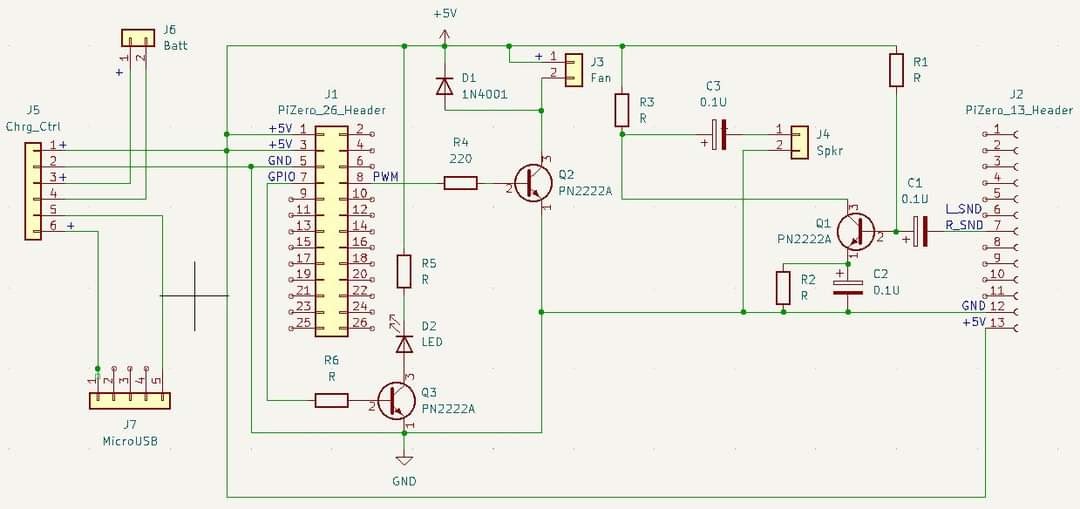 +5V
J6
Batt
1
2
+
J5
Chrg_Ctrl
1 +
2
3 +
4
5
6 +
J1
PiZero_26_Header
+5V 1 2
+5V 3 4
GND 5 6
GPIO 7 8 PWM
9 10
11 12
13 14
15 16
17 18
19 20
21 22
23 24
25 26
D1
1N4001
+ 1
2
J3
Fan
R4
220
3
2
1
Q2
PN2222A
R5
R
D2
LED
R6
R
3
2
1
Q3
PN2222A
GND
1
2
3
4
5
J7
MicroUSB
R3
R
C3
0.1U
+
1
2
J4
Spkr
R1
R
C1
0.1U
+
3
2
1
Q1
PN2222A
R2
R
+
C2
0.1U
J2
PiZero_13_Header
1
2
3
4
5
L_SND 6
R_SND 7
8
9
10
11
GND 12
+5V 13